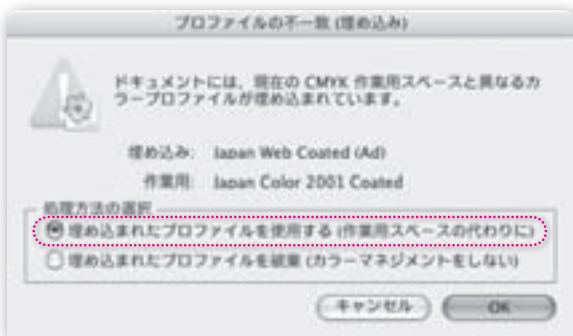 プロファイルの不一致 (埋め込み)
ドキュメントには、現在の CMYK 作業用スペースと異なるカ
ラープロファイルが埋め込まれています。
埋め込み: Japan Web Coated (Ad)
作業用: Japan Color 2001 Coated
処理方法の選択
埋め込まれたプロファイルを使用する (作業用スペースの代わりに)
埋め込まれたプロファイルを破棄 (カラーマネジメントをしない)
キャンセル OK